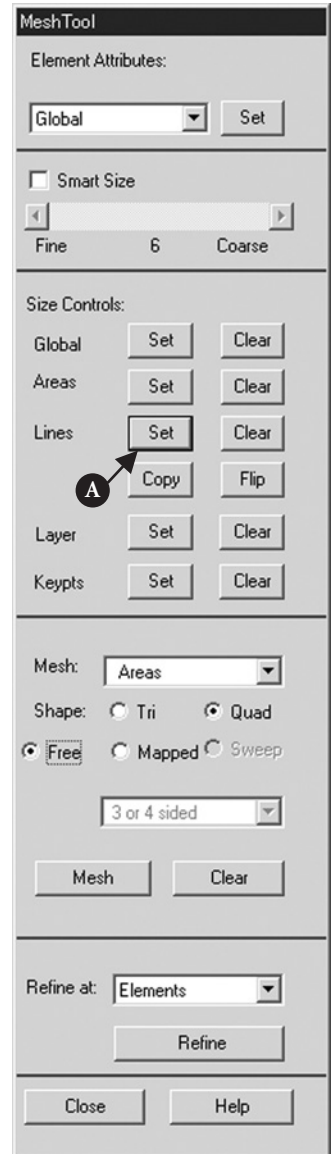 MeshTool
Element Attributes:
Global Set
Smart Size
Fine 6 Coarse
Size Controls:
Global Set Clear
Areas Set Clear
Lines Set Clear
A Copy Flip
Layer Set Clear
Keypts Set Clear
Mesh: Areas
Shape: Tri Quad
Free Mapped Sweep
3 or 4 sided
Mesh Clear
Refine at: Elements
Refine
Close Help